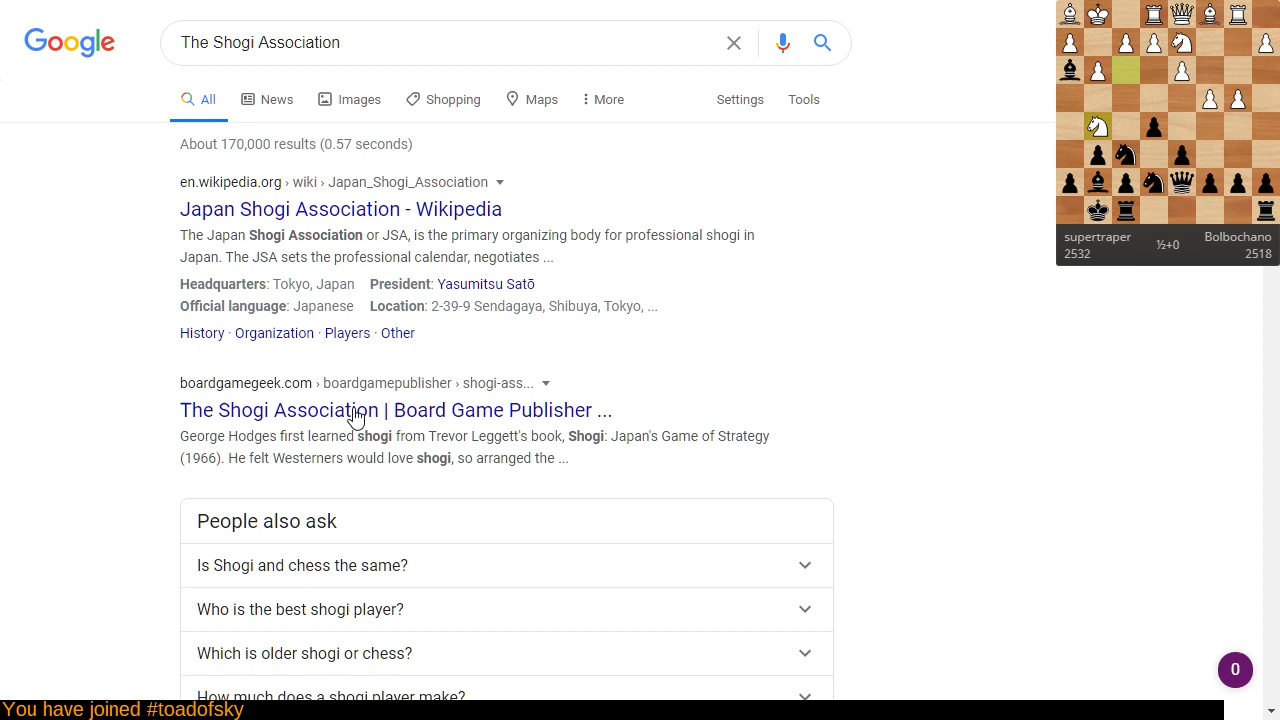 Google
The Shogi Association
All
News
Images
Shopping
Maps
More
Settings
Tools
About 170,000 results (0.57 seconds)
en.wikipedia.org › wiki › Japan_Shogi_Association
Japan Shogi Association - Wikipedia
The Japan Shogi Association or JSA, is the primary organizing body for professional shogi in
Japan. The JSA sets the professional calendar, negotiates ...
Headquarters: Tokyo, Japan President: Yasumitsu Satō
Official language: Japanese Location: 2-39-9 Sendagaya, Shibuya, Tokyo, ...
History · Organization · Players · Other
boardgamegeek.com › boardgamepublisher › shogi-ass...
The Shogi Association | Board Game Publisher ...
George Hodges first learned shogi from Trevor Leggett's book, Shogi: Japan's Game of Strategy
(1966). He felt Westerners would love shogi, so arranged the ...
People also ask
Is Shogi and chess the same?
Who is the best shogi player?
Which is older shogi or chess?
How much does a shogi player make?
supertraper ½+0 Bolbochano
2532 2518
0
You have joined #toadofsky